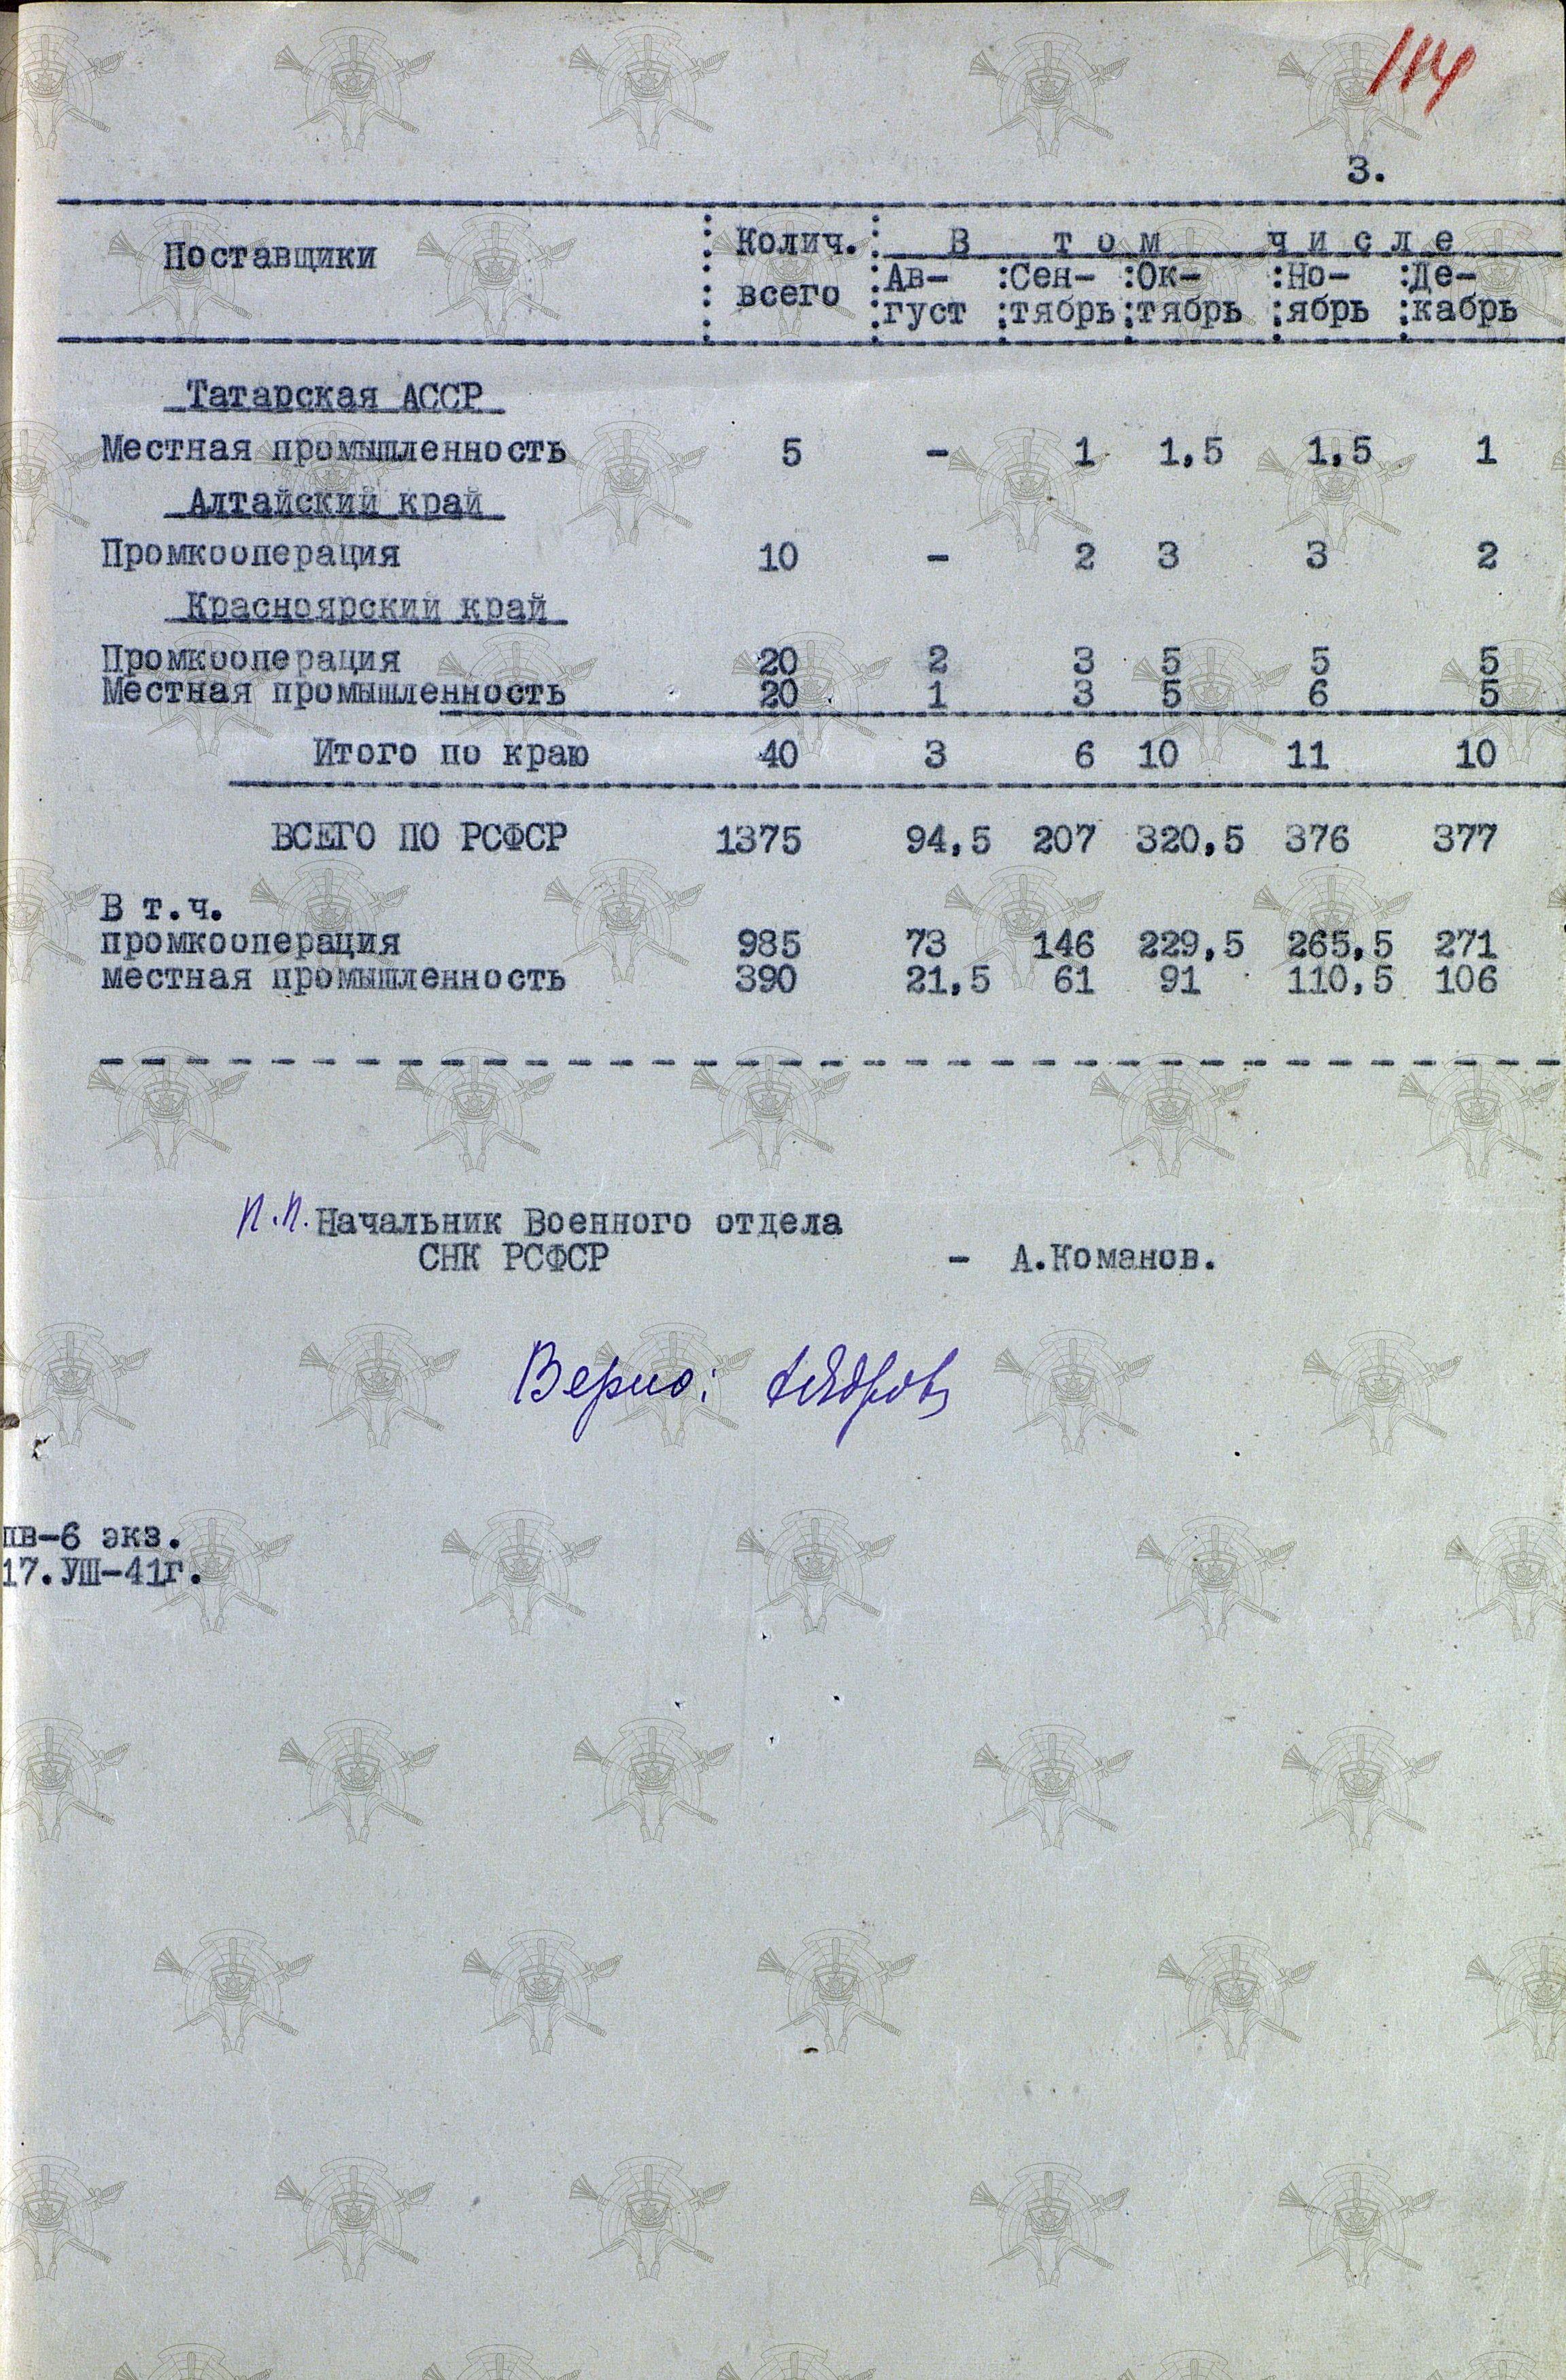 114
3.
Поставщики : Колич. : В том числе
: всего : Ав- : Сен- : Ок- : Но- : Де-
: густ : тябрь : тябрь : ябрь : кабрь
Татарская АССР
Местная промышленность 5 - 1 1,5 1,5 1
Алтайский край
Промкооперация 10 - 2 3 3 2
Красноярский край
Промкооперация 20 2 3 5 5 5
Местная промышленность 20 1 3 5 6 5
Итого по краю 40 3 6 10 11 10
ВСЕГО ПО РСФСР 1375 94,5 207 320,5 376 377
В т.ч.
промкооперация 985 73 146 229,5 265,5 271
местная промышленность 390 21,5 61 91 110,5 106
п.п. Начальник Военного отдела
СНК РСФСР - А.Команов.
Верно:
пв-6 экз.
17.УШ-41г.